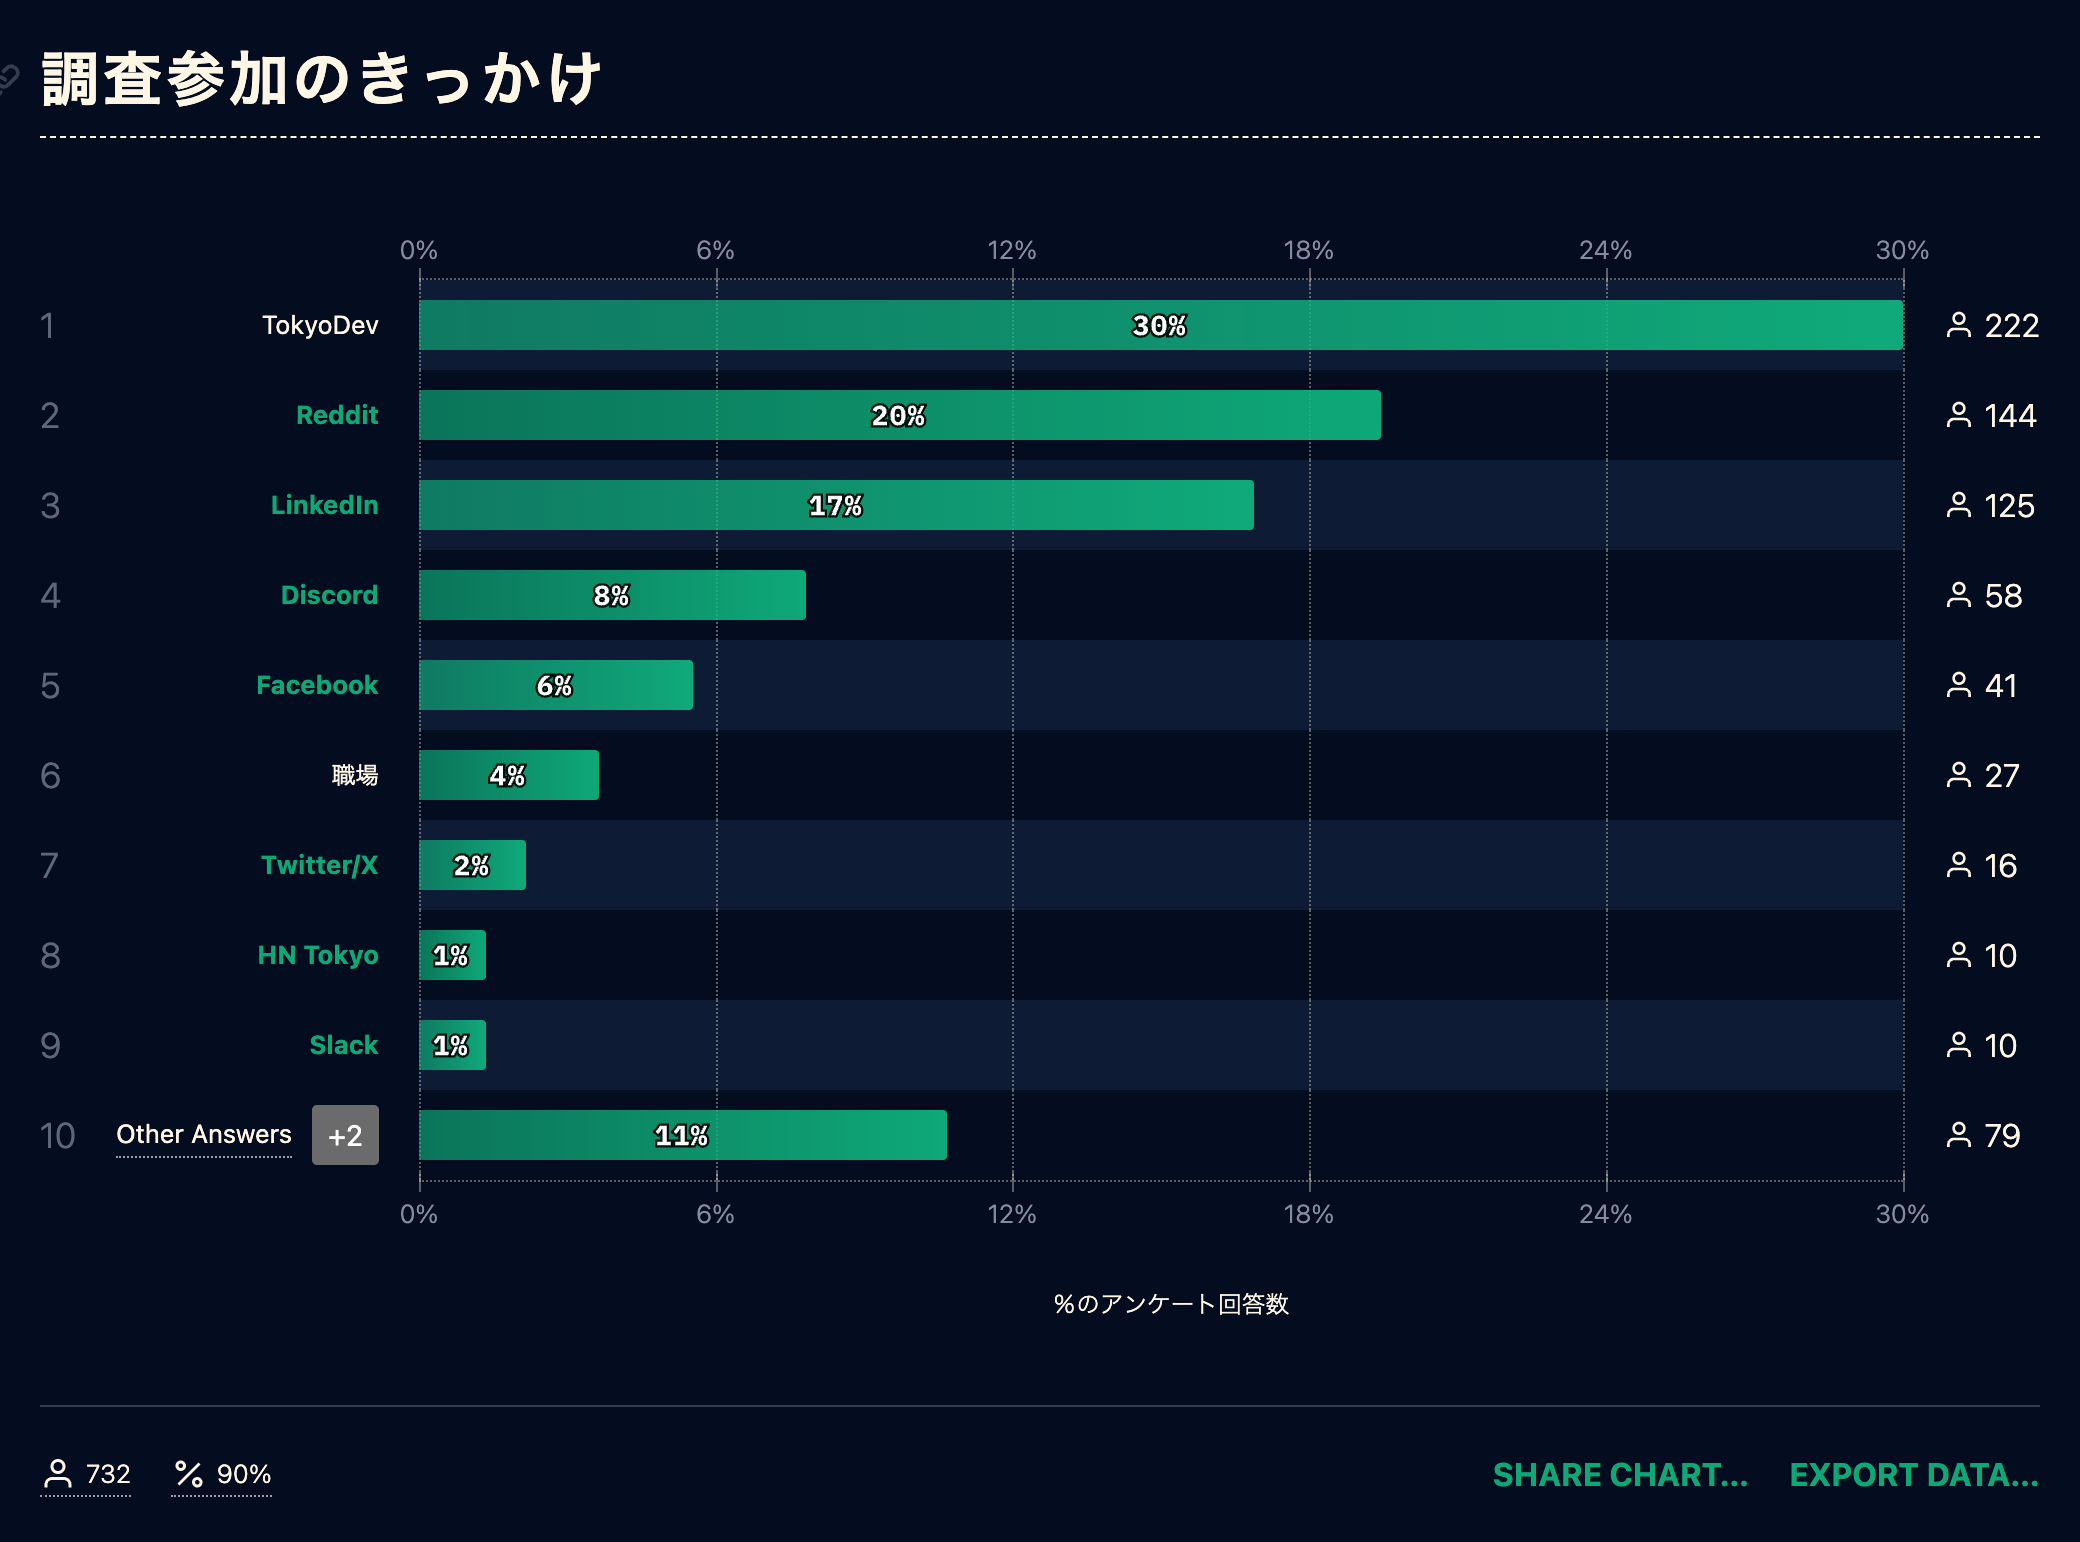 調査参加のきっかけ
0% 6% 12% 18% 24% 30%
1 TokyoDev 30% 222
2 Reddit 20% 144
3 LinkedIn 17% 125
4 Discord 8% 58
5 Facebook 6% 41
6 職場 4% 27
7 Twitter/X 2% 16
8 HN Tokyo 1% 10
9 Slack 1% 10
10 Other Answers +2 11% 79
0% 6% 12% 18% 24% 30%
%のアンケート回答数
732 90% SHARE CHART... EXPORT DATA...